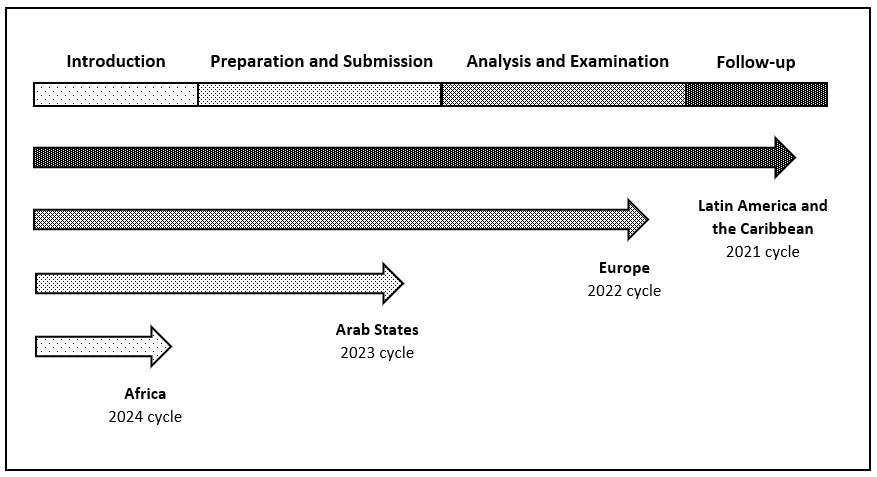 Introduction
Preparation and Submission
Analysis and Examination
Follow-up
Latin America and
the Caribbean
2021 cycle
Europe
2022 cycle
Arab States
2023 cycle
Africa
2024 cycle